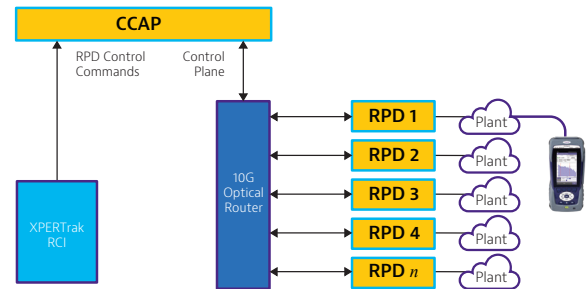 CCAP
RPD Control
Commands
Control
Plane
RPD 1
Plant
RPD 2
Plant
10G
Optical
Router
RPD 3
Plant
XPERTrak
RCI
RPD 4
Plant
RPD n
Plant